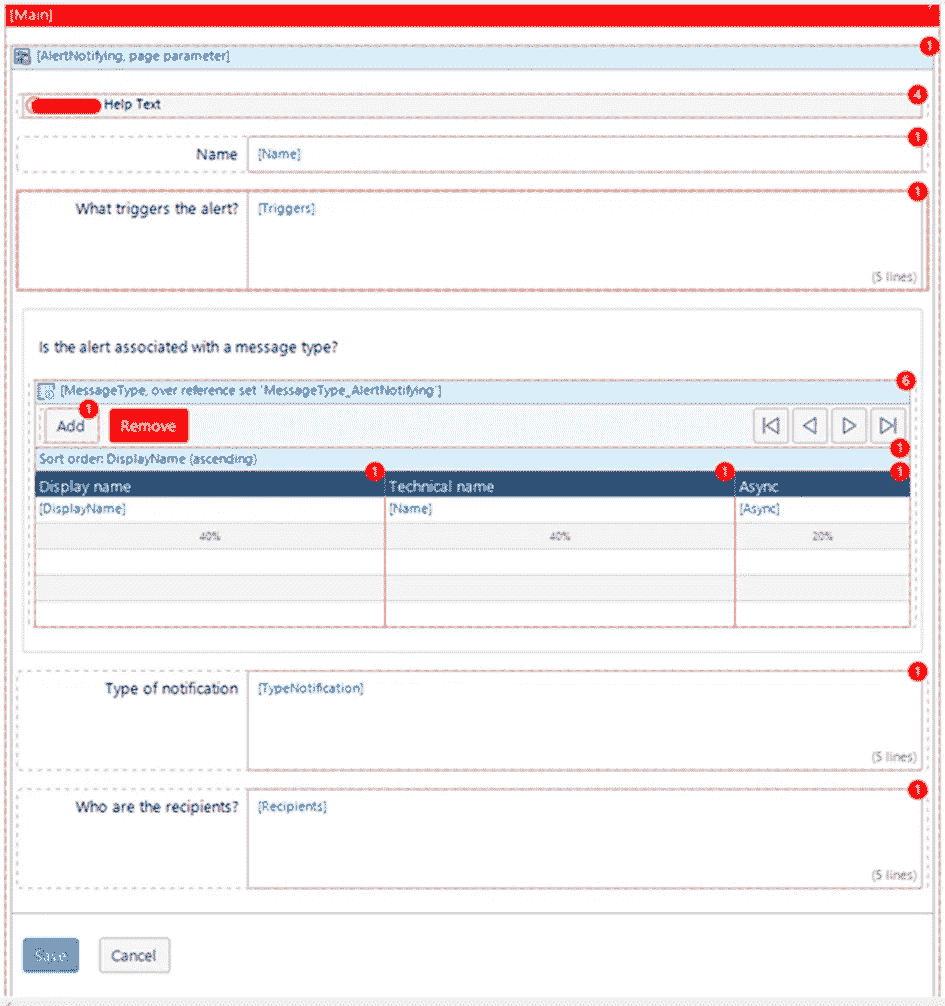 [Main]
1
[AlertNotifying, page parameter]
4
Help Text
1
Name [Name]
1
What triggers the alert? [Triggers]
(5 lines)
Is the alert associated with a message type?
6
[MessageType, over reference set 'MessageType_AlertNotifying']
1
Add Remove
1
Sort order: DisplayName (ascending)
1 1 1
Display name Technical name Async
[DisplayName] [Name] [Async]
40% 40% 20%
1
Type of notification [TypeNotification]
(5 lines)
1
Who are the recipients? [Recipients]
(5 lines)
Save Cancel